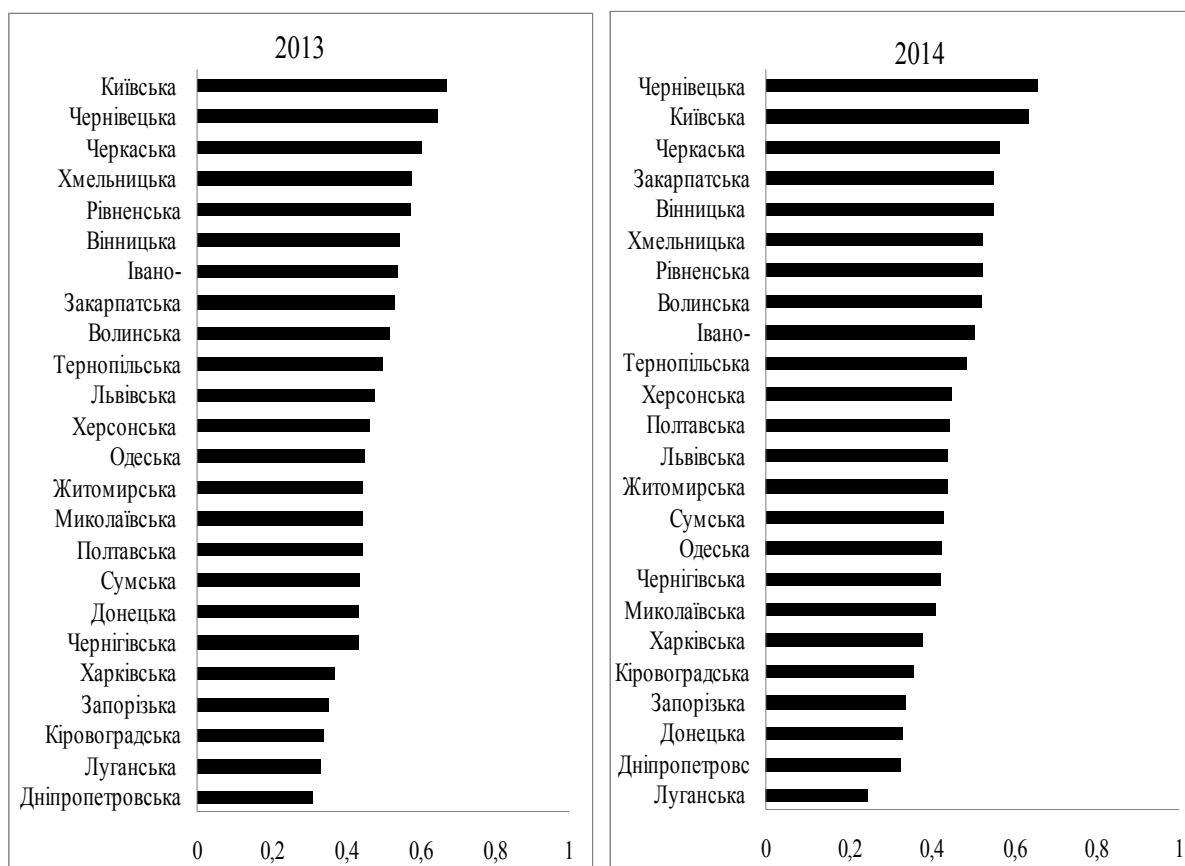 2013
Київська
Чернівецька
Черкаська
Хмельницька
Рівненська
Вінницька
Івано-
Закарпатська
Волинська
Тернопільська
Львівська
Херсонська
Одеська
Житомирська
Миколаївська
Полтавська
Сумська
Донецька
Чернігівська
Харківська
Запорізька
Кіровоградська
Луганська
Дніпропетровська
0 0,2 0,4 0,6 0,8 1
2014
Чернівецька
Київська
Черкаська
Закарпатська
Вінницька
Хмельницька
Рівненська
Волинська
Івано-
Тернопільська
Херсонська
Полтавська
Львівська
Житомирська
Сумська
Одеська
Чернігівська
Миколаївська
Харківська
Кіровоградська
Запорізька
Донецька
Дніпропетровс
Луганська
0 0,2 0,4 0,6 0,8 1